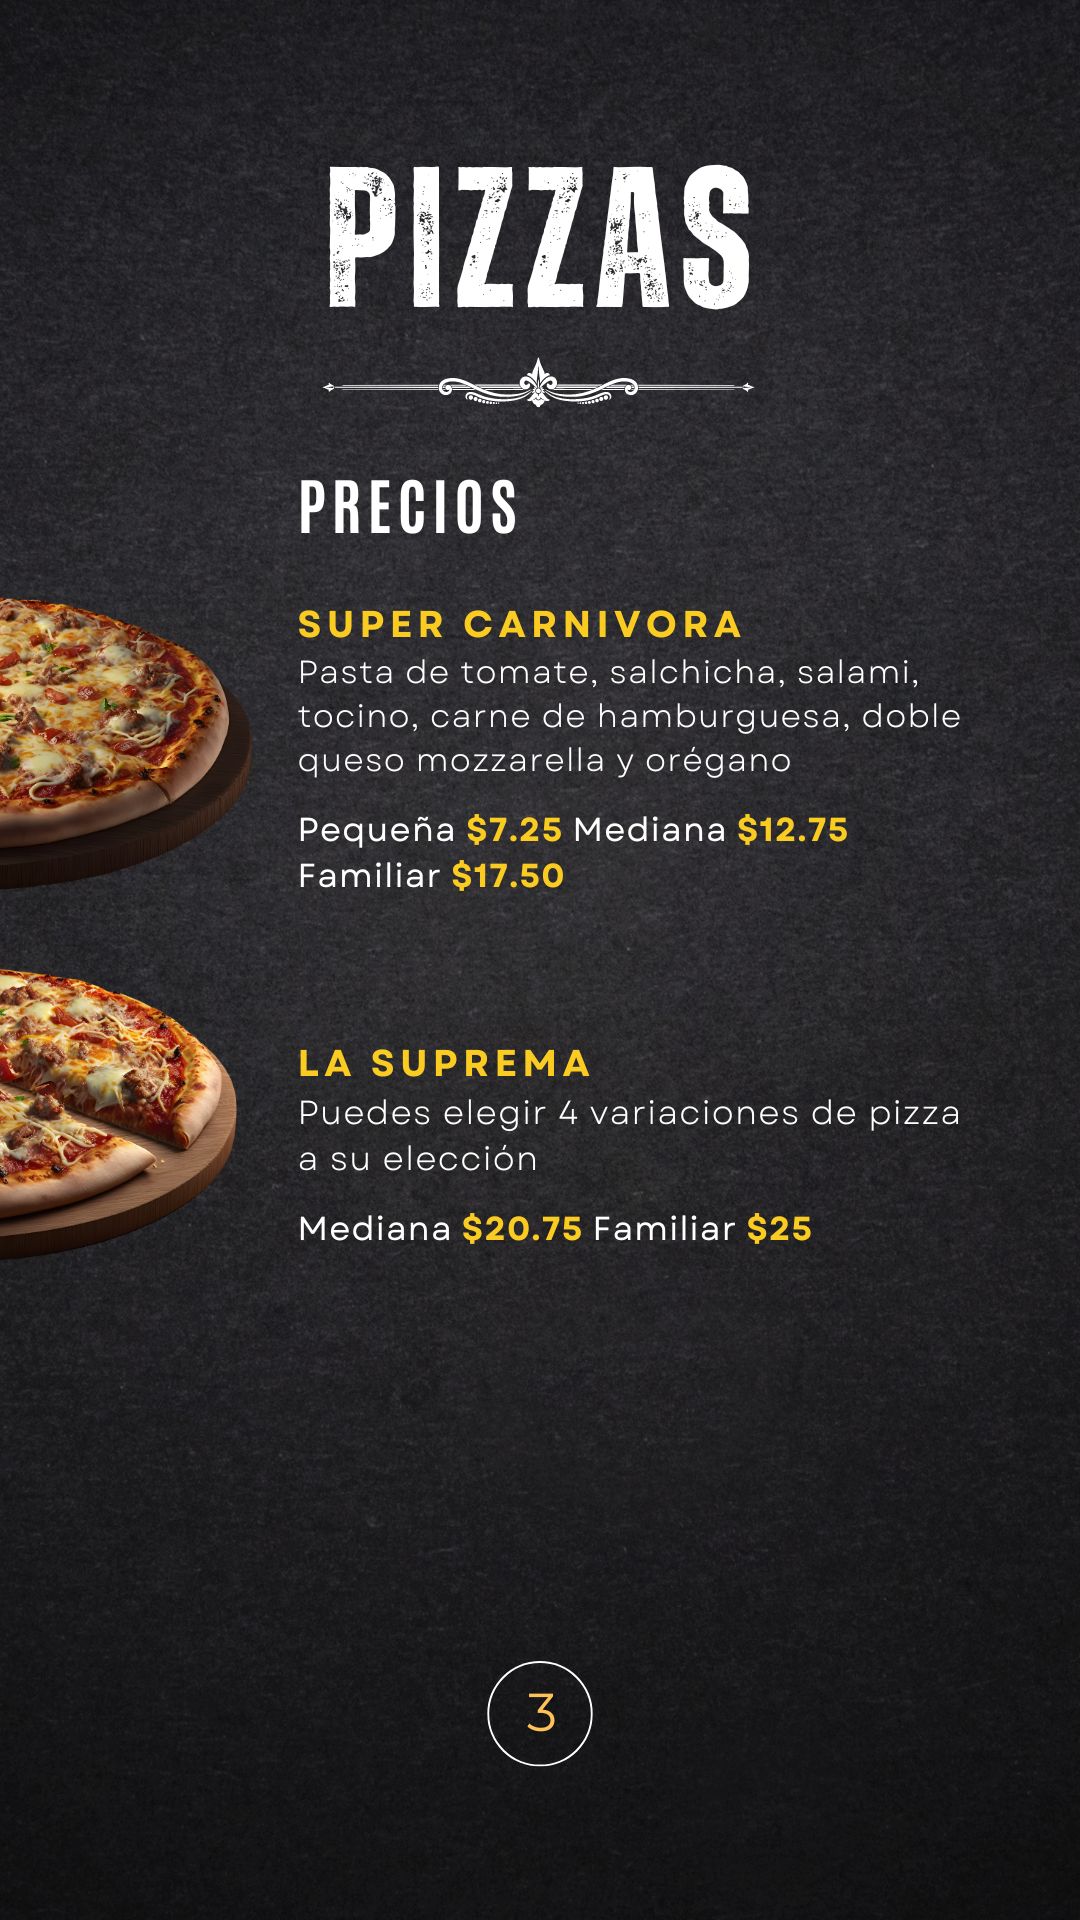 PIZZAS
PRECIOS
SUPER CARNIVORA
Pasta de tomate, salchicha, salami,
tocino, carne de hamburguesa, doble
queso mozzarella y orégano
Pequeña $7.25 Mediana $12.75
Familiar $17.50
LA SUPREMA
Puedes elegir 4 variaciones de pizza
a su elección
Mediana $20.75 Familiar $25
3